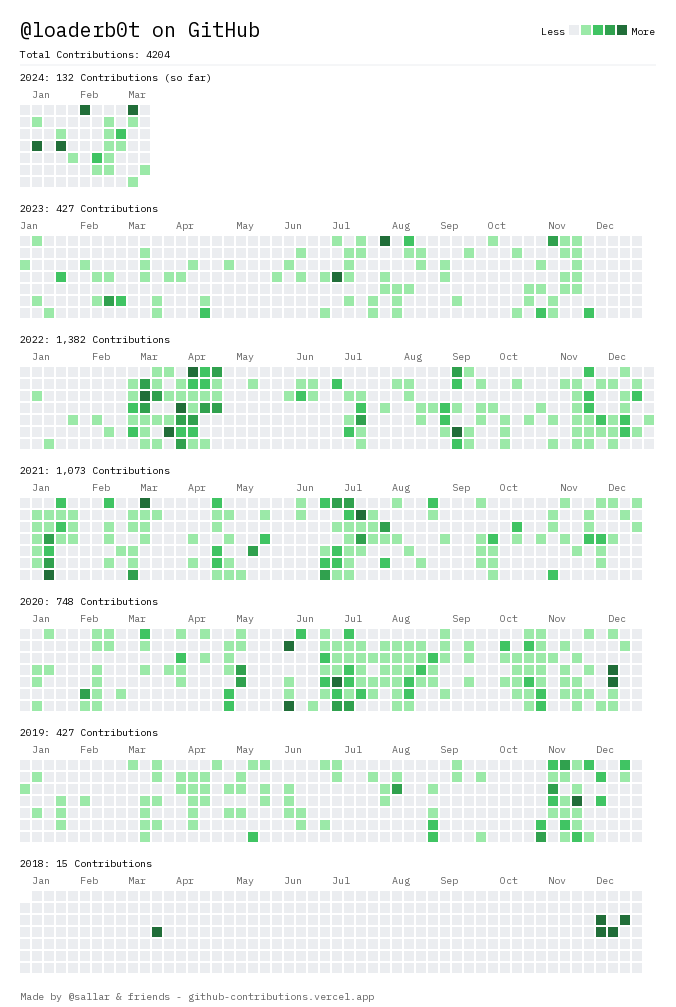 @loaderb0t on GitHub
Less More
Total Contributions: 4204
2024: 132 Contributions (so far)
Jan Feb Mar
2023: 427 Contributions
Jan Feb Mar Apr May Jun Jul Aug Sep Oct Nov Dec
2022: 1,382 Contributions
Jan Feb Mar Apr May Jun Jul Aug Sep Oct Nov Dec
2021: 1,073 Contributions
Jan Feb Mar Apr May Jun Jul Aug Sep Oct Nov Dec
2020: 748 Contributions
Jan Feb Mar Apr May Jun Jul Aug Sep Oct Nov Dec
2019: 427 Contributions
Jan Feb Mar Apr May Jun Jul Aug Sep Oct Nov Dec
2018: 15 Contributions
Jan Feb Mar Apr May Jun Jul Aug Sep Oct Nov Dec
Made by @sallar & friends - github-contributions.vercel.app